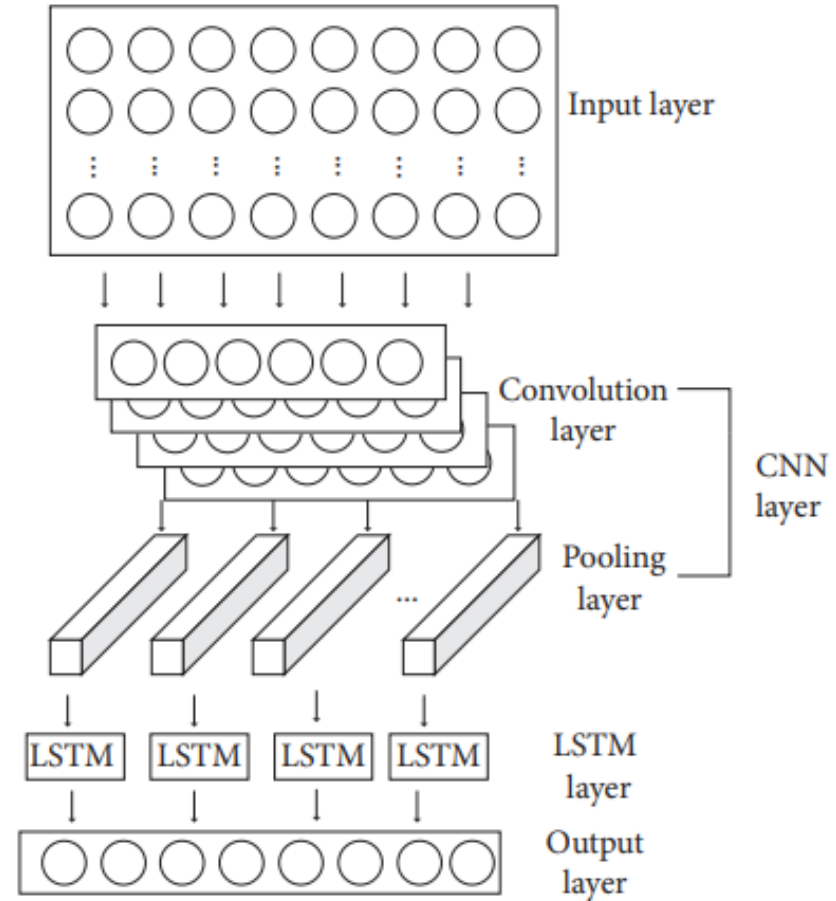 Input layer
Convolution
layer
CNN
layer
Pooling
layer
...
LSTM
LSTM
LSTM
LSTM
LSTM
layer
Output
layer